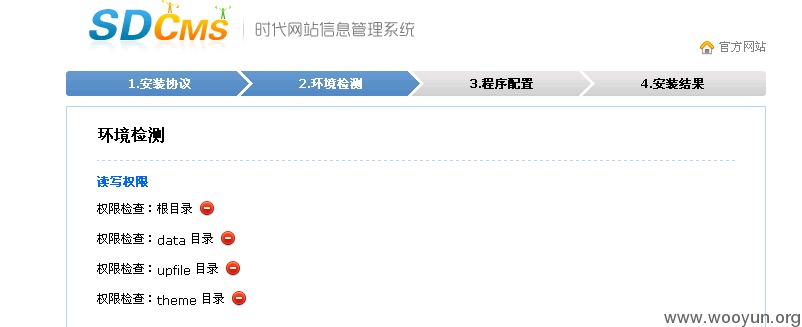 SDCMS 时代网站信息管理系统
官方网站
1.安装协议 2.环境检测 3.程序配置 4.安装结果
环境检测
读写权限
权限检查：根目录
权限检查：data 目录
权限检查：upfile 目录
权限检查：theme 目录
www.wooyun.org